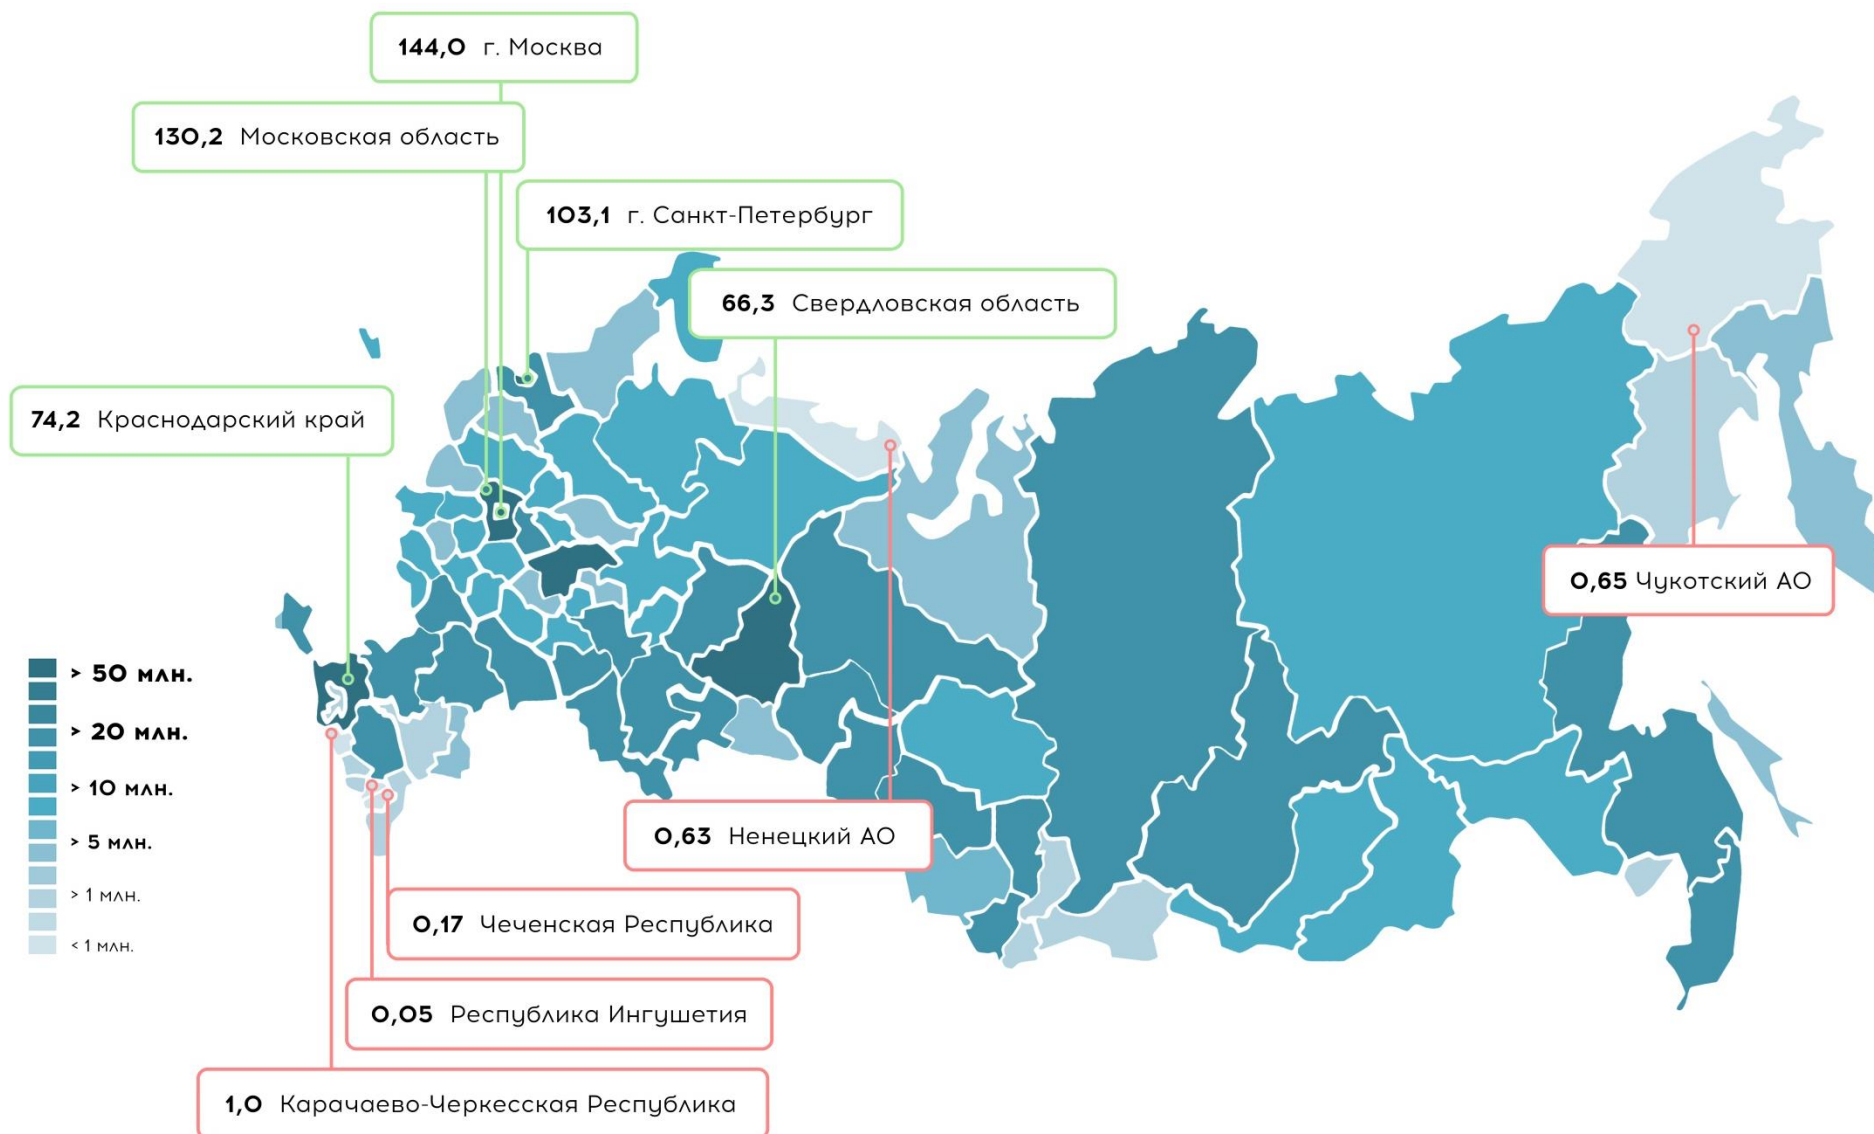 144,0 г. Москва
130,2 Московская область
103,1 г. Санкт-Петербург
66,3 Свердловская область
74,2 Краснодарский край
0,65 Чукотский АО
> 50 млн.
> 20 млн.
> 10 млн.
> 5 млн.
> 1 млн.
< 1 млн.
0,63 Ненецкий АО
0,17 Чеченская Республика
0,05 Республика Ингушетия
1,0 Карачаево-Черкесская Республика